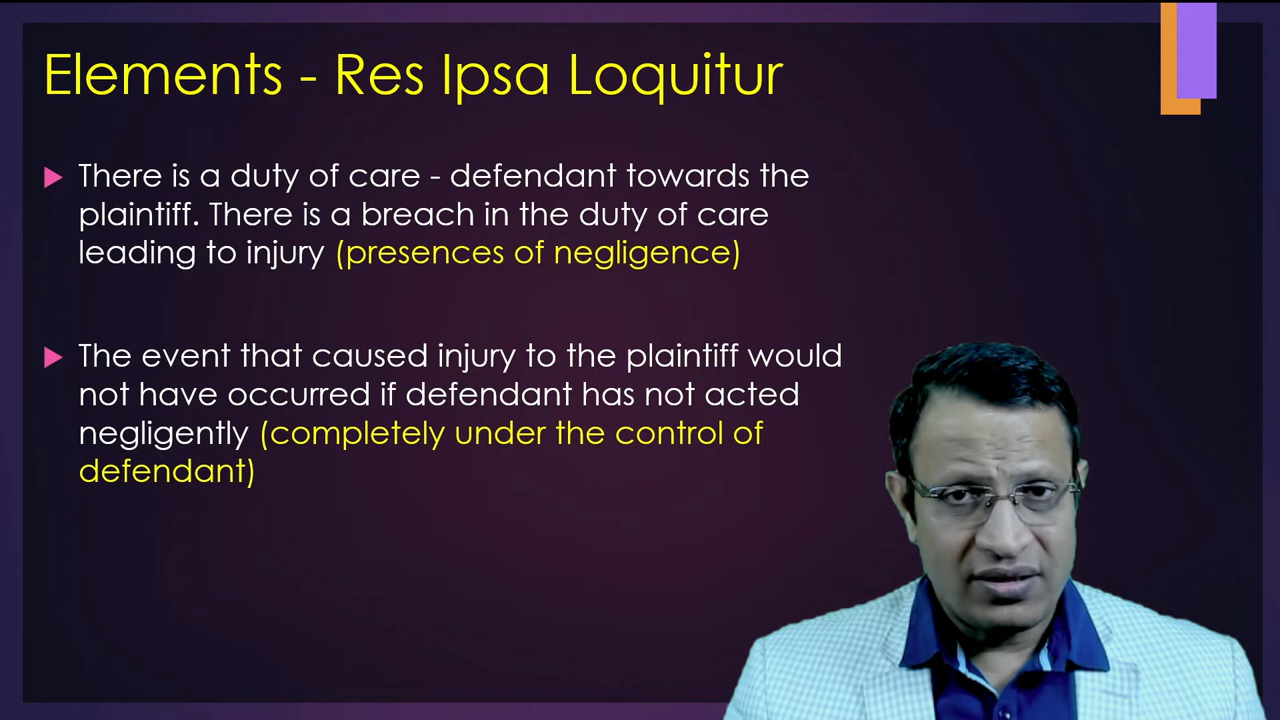 Elements - Res Ipsa Loquitur
There is a duty of care - defendant towards the
plaintiff. There is a breach in the duty of care
leading to injury (presences of negligence)
The event that caused injury to the plaintiff would
not have occurred if defendant has not acted
negligently (completely under the control of
defendant)